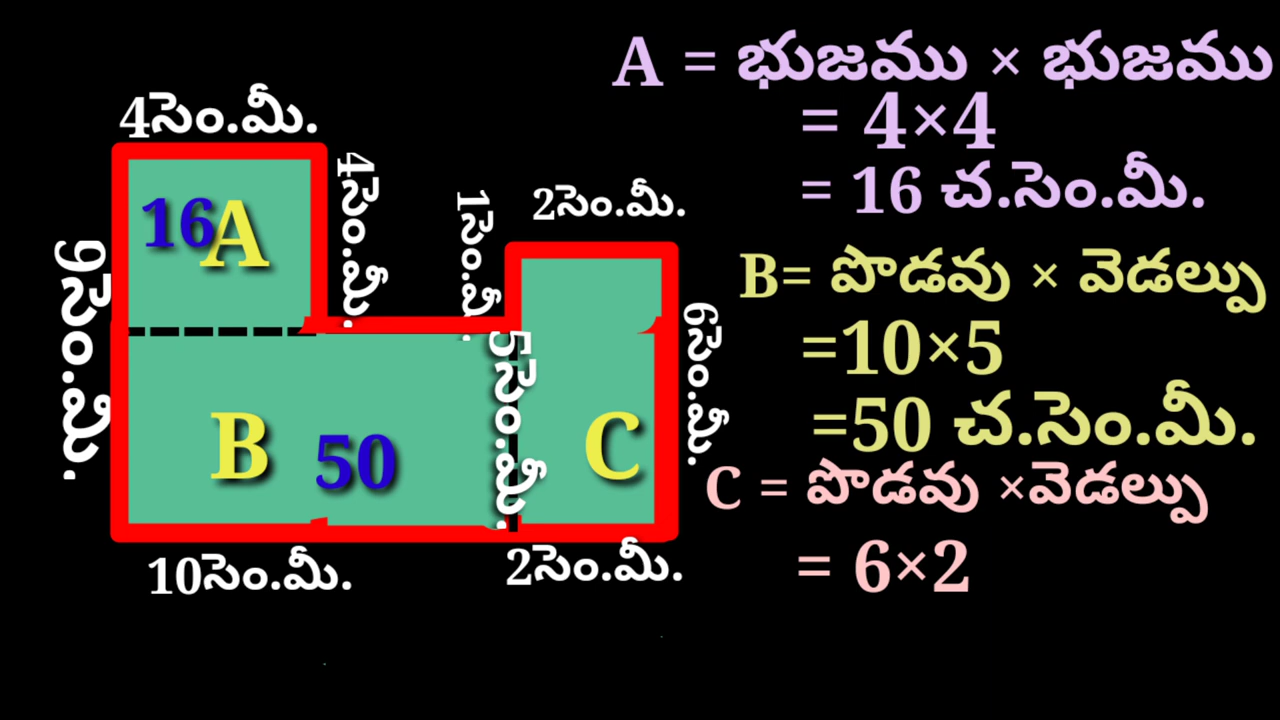 A = భుజము × భుజము
= 4×4
= 16 చ.సెం.మీ.
B= పొడవు × వెడల్పు
=10×5
=50 చ.సెం.మీ.
C = పొడవు ×వెడల్పు
= 6×2
4సెం.మీ.
4సెం.మీ.
1సెం.మీ.
2సెం.మీ.
16
A
9సెం.మీ.
6సెం.మీ.
5సెం.మీ.
B
50
C
10సెం.మీ.
2సెం.మీ.